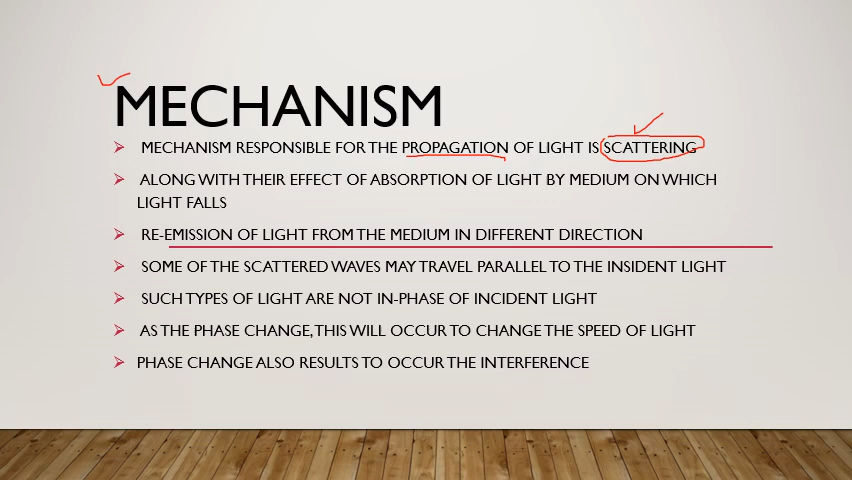 MECHANISM
MECHANISM RESPONSIBLE FOR THE PROPAGATION OF LIGHT IS SCATTERING
ALONG WITH THEIR EFFECT OF ABSORPTION OF LIGHT BY MEDIUM ON WHICH
LIGHT FALLS
RE-EMISSION OF LIGHT FROM THE MEDIUM IN DIFFERENT DIRECTION
SOME OF THE SCATTERED WAVES MAY TRAVEL PARALLEL TO THE INSIDENT LIGHT
SUCH TYPES OF LIGHT ARE NOT IN-PHASE OF INCIDENT LIGHT
AS THE PHASE CHANGE, THIS WILL OCCUR TO CHANGE THE SPEED OF LIGHT
PHASE CHANGE ALSO RESULTS TO OCCUR THE INTERFERENCE